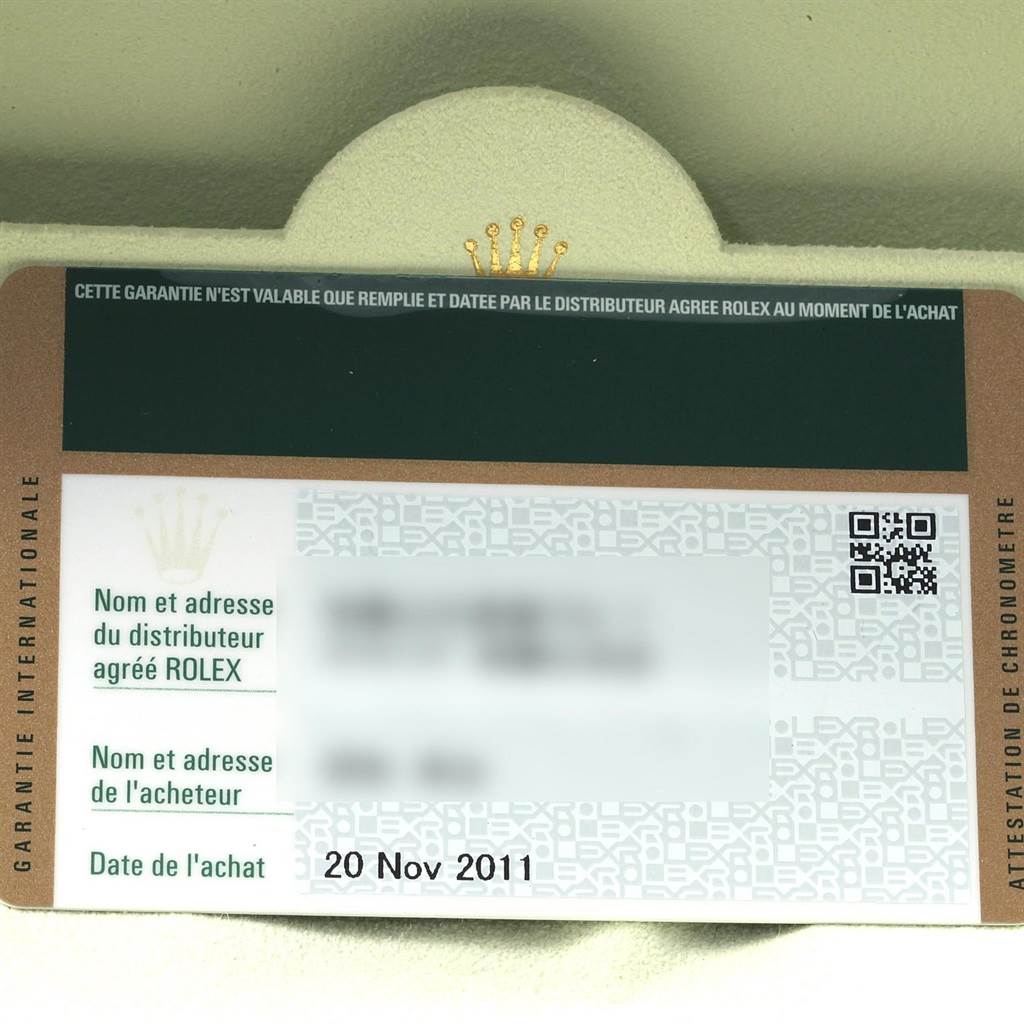 CETTE GARANTIE N'EST VALABLE QUE REMPLIE ET DATEE PAR LE DISTRIBUTEUR AGREE ROLEX AU MOMENT DE L'ACHAT
GARANTIE INTERNATIONALE
Nom et adresse
du distributeur
agréé ROLEX
Nom et adresse
de l'acheteur
Date de l'achat 20 Nov 2011
ATTESTATION DE CHRONOMETRE